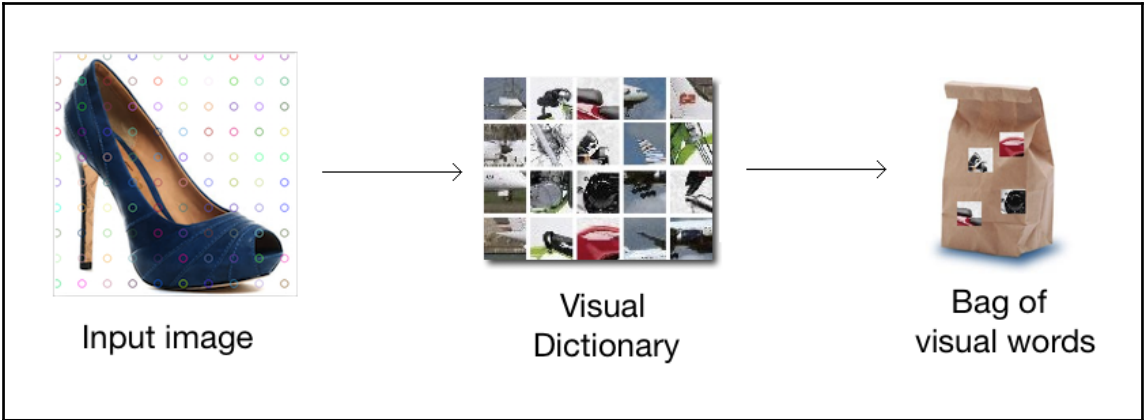 Input image
Visual
Dictionary
Bag of
visual words